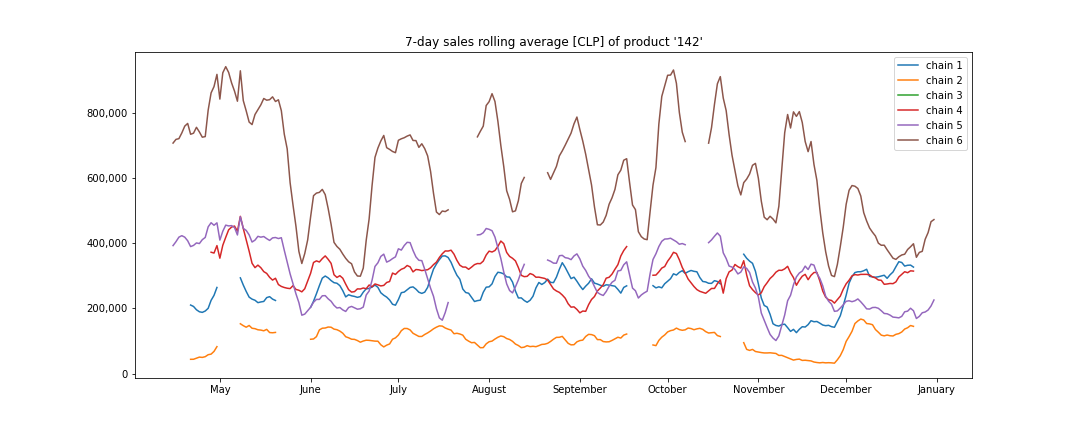 7-day sales rolling average [CLP] of product '142'
chain 1
chain 2
chain 3
chain 4
chain 5
chain 6
800,000
600,000
400,000
200,000
0
May June July August September October November December January